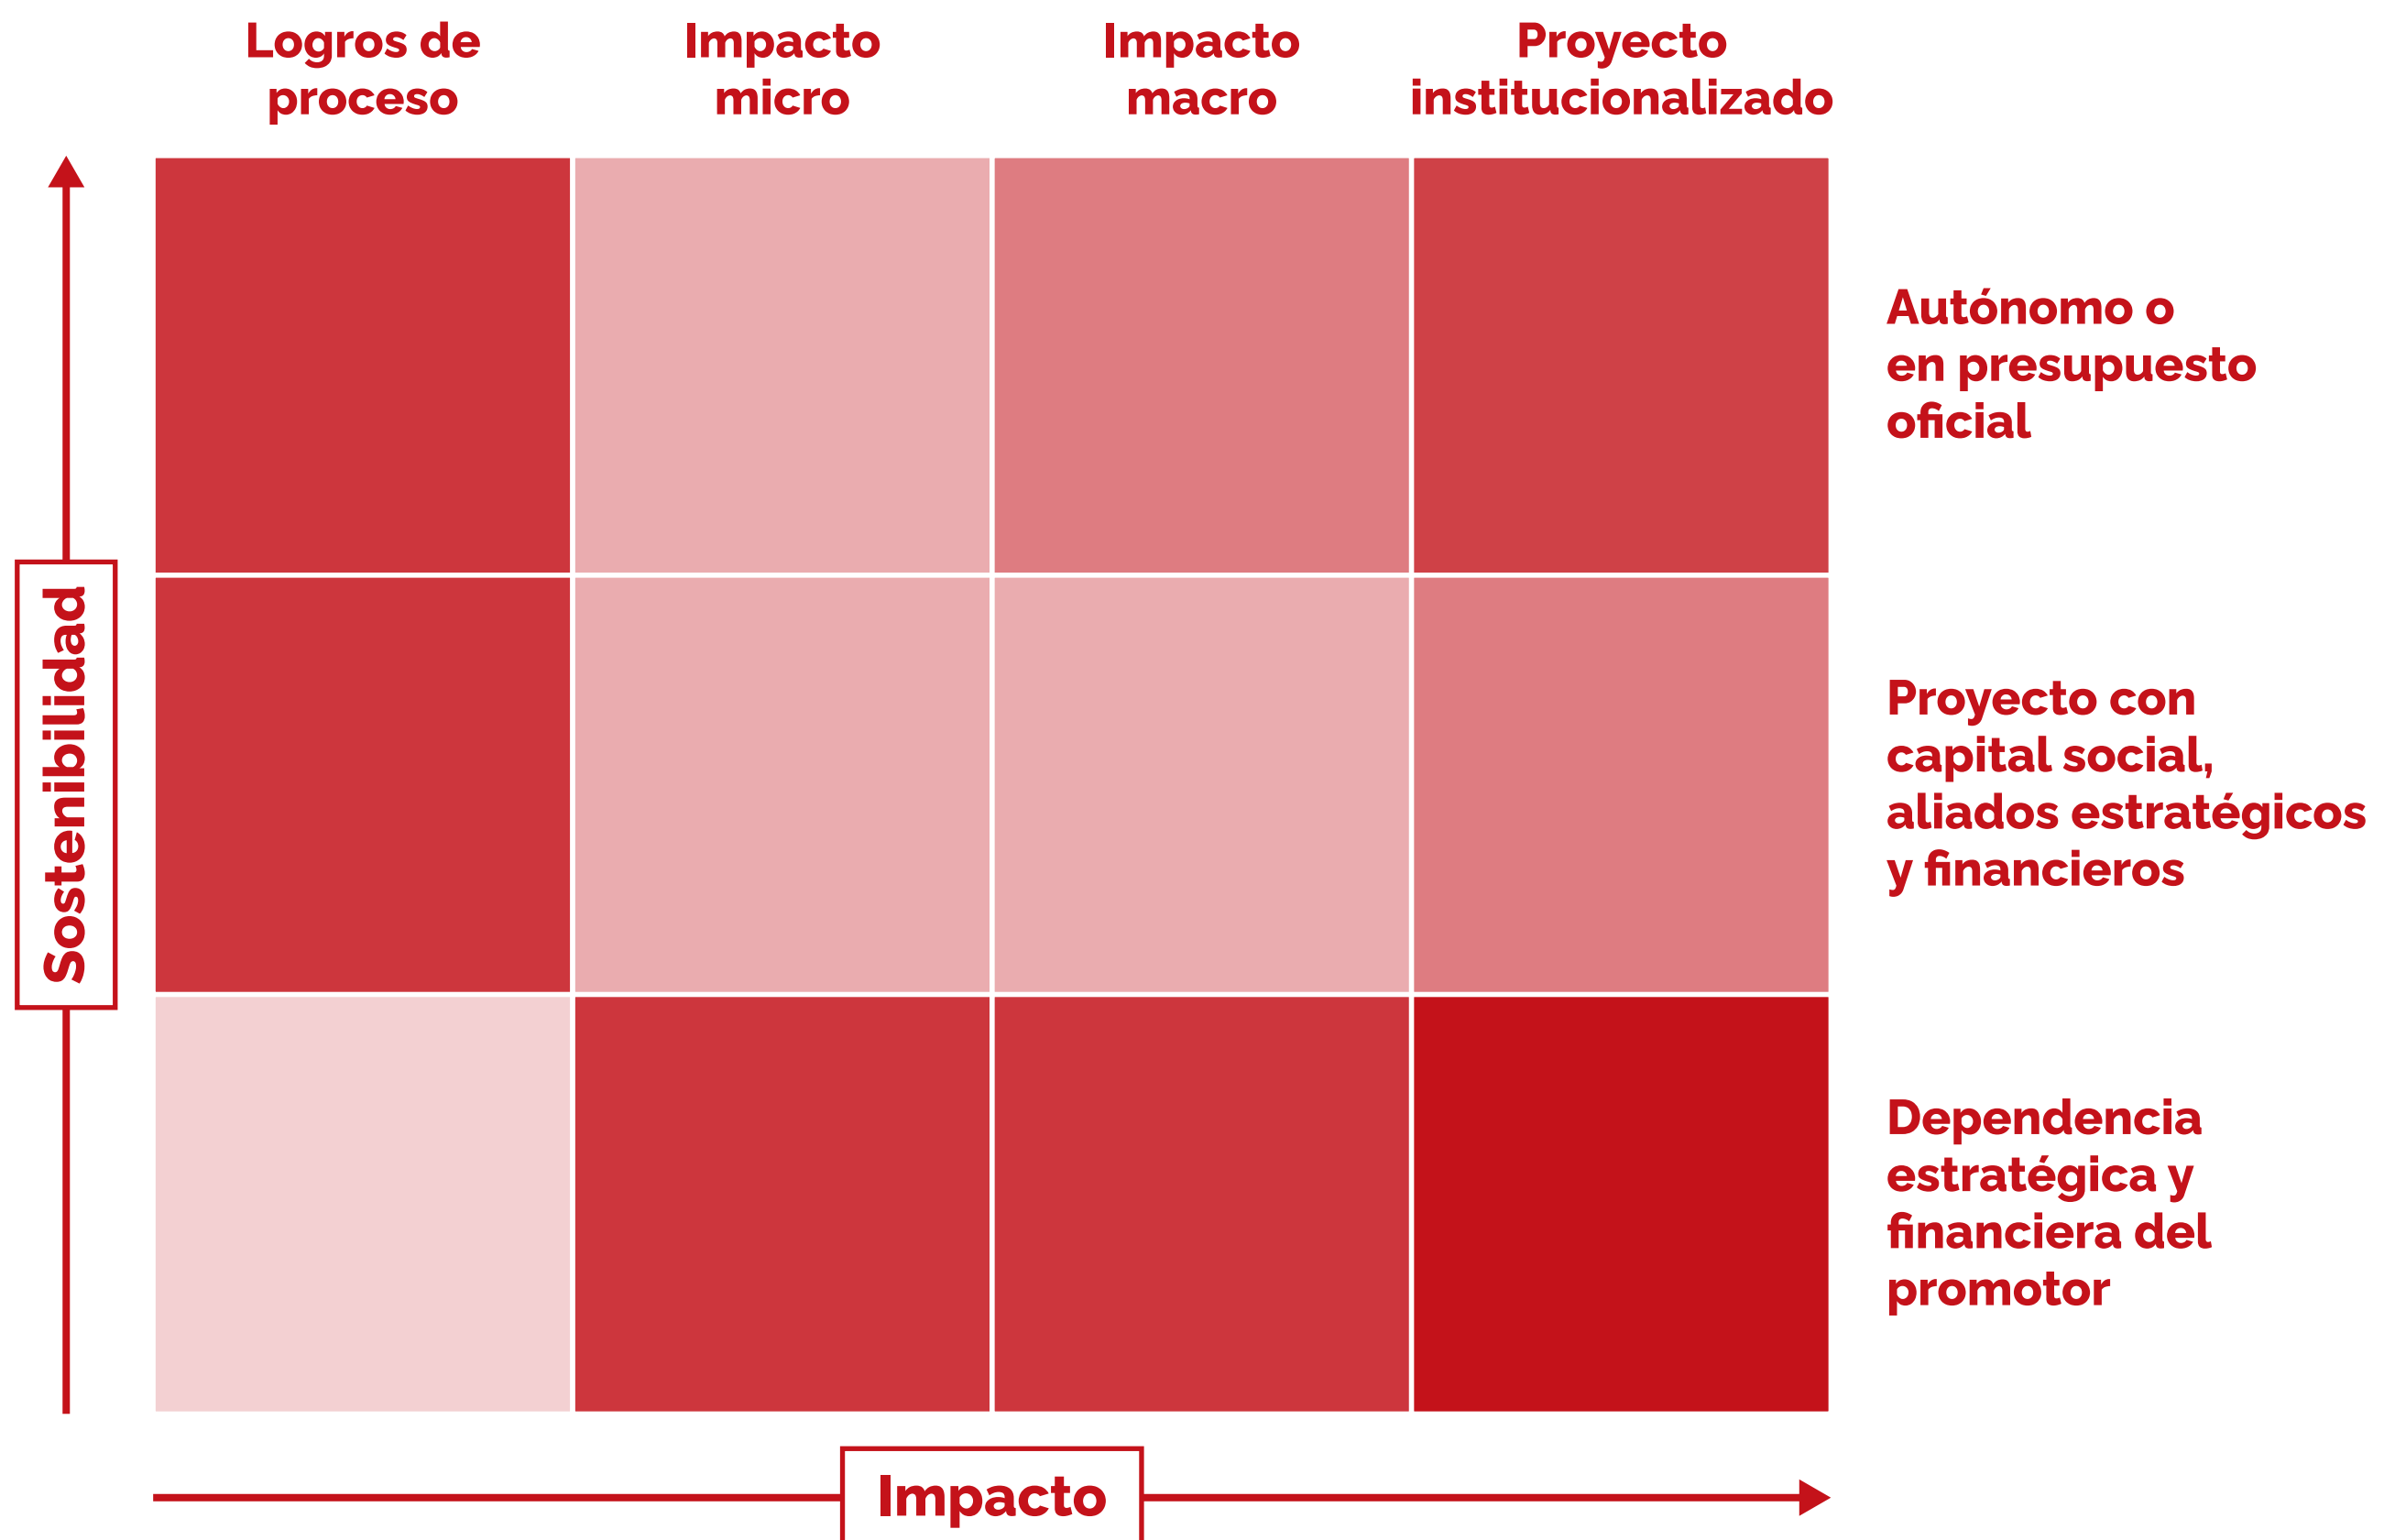 Logros de
proceso
Impacto
micro
Impacto
macro
Proyecto
institucionalizado
Autónomo o
en presupuesto
oficial
Sostenibilidad
Proyecto con
capital social,
aliados estratégicos
y financieros
Dependencia
estratégica y
financiera del
promotor
Impacto